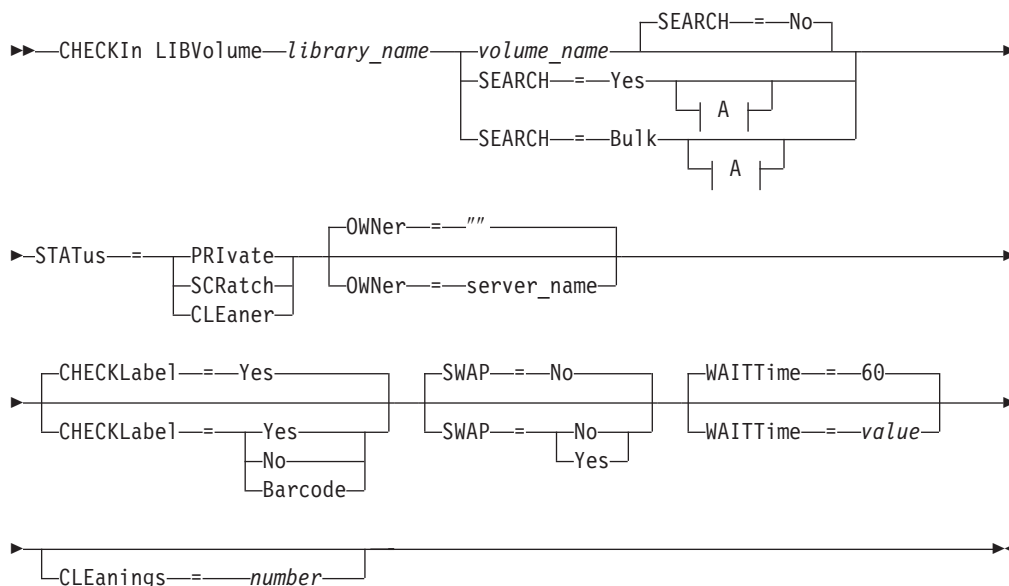 SEARCH = No
CHECKIn LIBVolume library_name volume_name
SEARCH = Yes
A
SEARCH = Bulk
A
OWNer = ""
STATus = PRIvate
SCRatch OWNer = server_name
CLEaner
CHECKLabel = Yes SWAP = No WAITTime = 60
CHECKLabel = Yes SWAP = No WAITTime = value
No Yes
Barcode
CLEanings = number